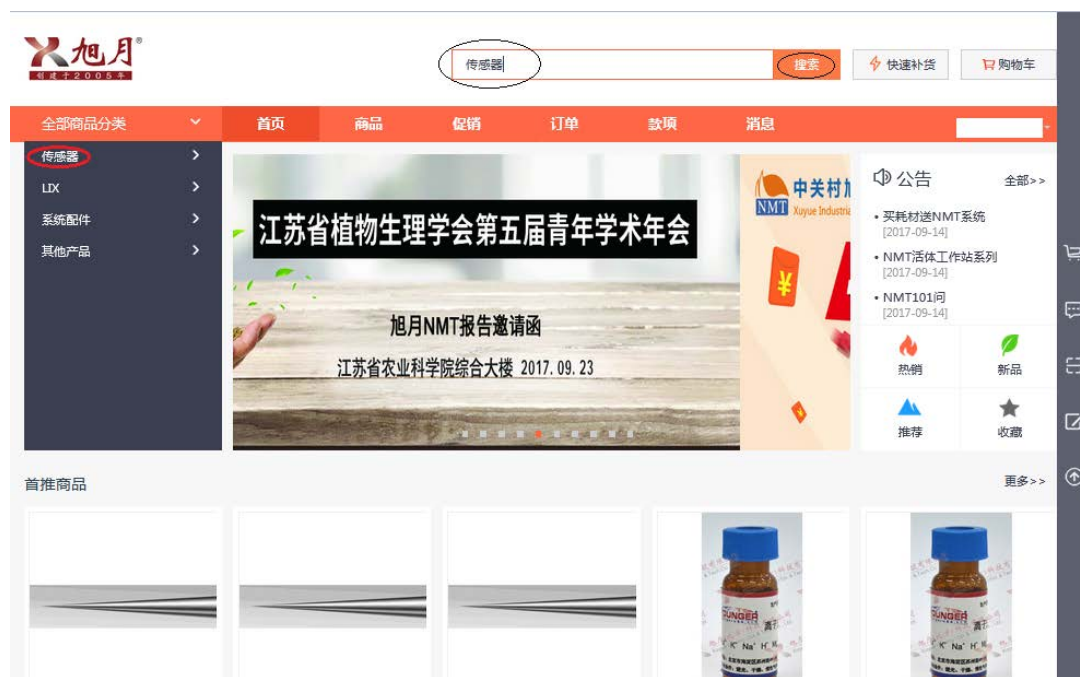 旭月®
创建于2005年
传感器
搜索
快速补货
购物车
全部商品分类
首页
商品
促销
订单
款项
消息
传感器
LIX
系统配件
其他产品
江苏省植物生理学会第五届青年学术年会
旭月NMT报告邀请函
江苏省农业科学院综合大楼 2017.09.23
NMT
中关村旭
Xuyue Industria
公告
全部>>
• 买耗材送NMT系统
[2017-09-14]
• NMT活体工作站系列
[2017-09-14]
• NMT101问
[2017-09-14]
热销
新品
推荐
收藏
首推商品
更多>>
OUNGER
K⁺ Na⁺ H⁺
YOUNGER
K⁺ Na⁺ H⁺